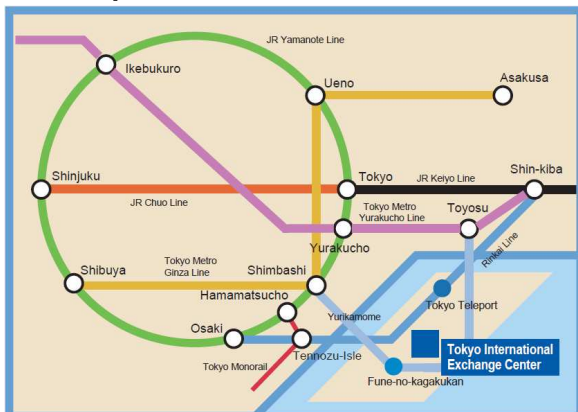 JR Yamanote Line
Ikebukuro
Ueno
Asakusa
Shinjuku
Tokyo
JR Keiyo Line
Shin-kiba
JR Chuo Line
Tokyo Metro
Yurakucho Line
Toyosu
Yurakucho
Rinkai Line
Tokyo Metro
Ginza Line
Shibuya
Shimbashi
Hamamatsucho
Tokyo Teleport
Yurikamome
Osaki
Tennozu-Isle
Tokyo Monorail
Tokyo International
Exchange Center
Fune-no-kagakukan